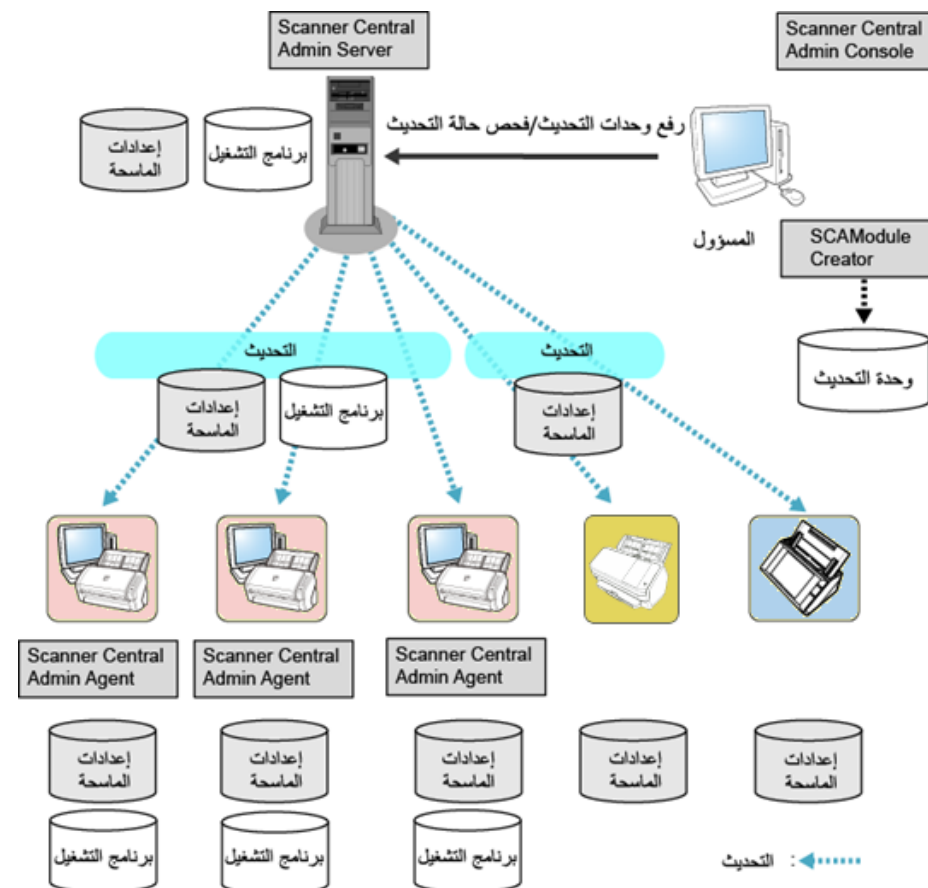 Scanner Central
Admin Server
Scanner Central
Admin Console
رفع وحدات التحديث/فحص حالة التحديث
إعدادات
الماسحة
برنامج التشغيل
المسؤول
SCAModule
Creator
وحدة التحديث
التحديث
التحديث
إعدادات
الماسحة
برنامج التشغيل
إعدادات
الماسحة
Scanner Central
Admin Agent
Scanner Central
Admin Agent
Scanner Central
Admin Agent
إعدادات
الماسحة
إعدادات
الماسحة
إعدادات
الماسحة
إعدادات
الماسحة
إعدادات
الماسحة
برنامج التشغيل
برنامج التشغيل
برنامج التشغيل
: التحديث